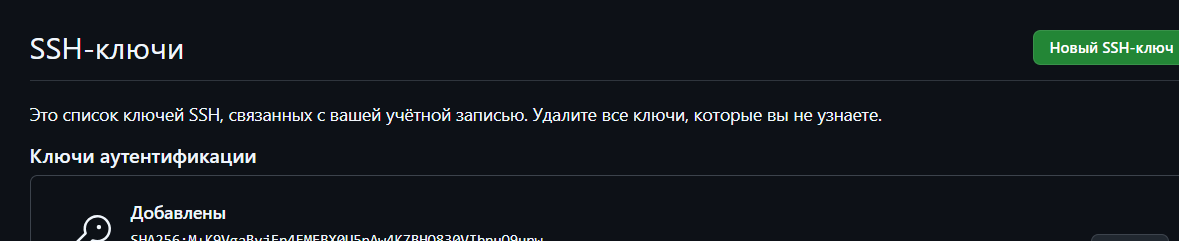 SSH-ключи
Новый SSH-ключ
Это список ключей SSH, связанных с вашей учётной записью. Удалите все ключи, которые вы не узнаете.
Ключи аутентификации
Добавлены